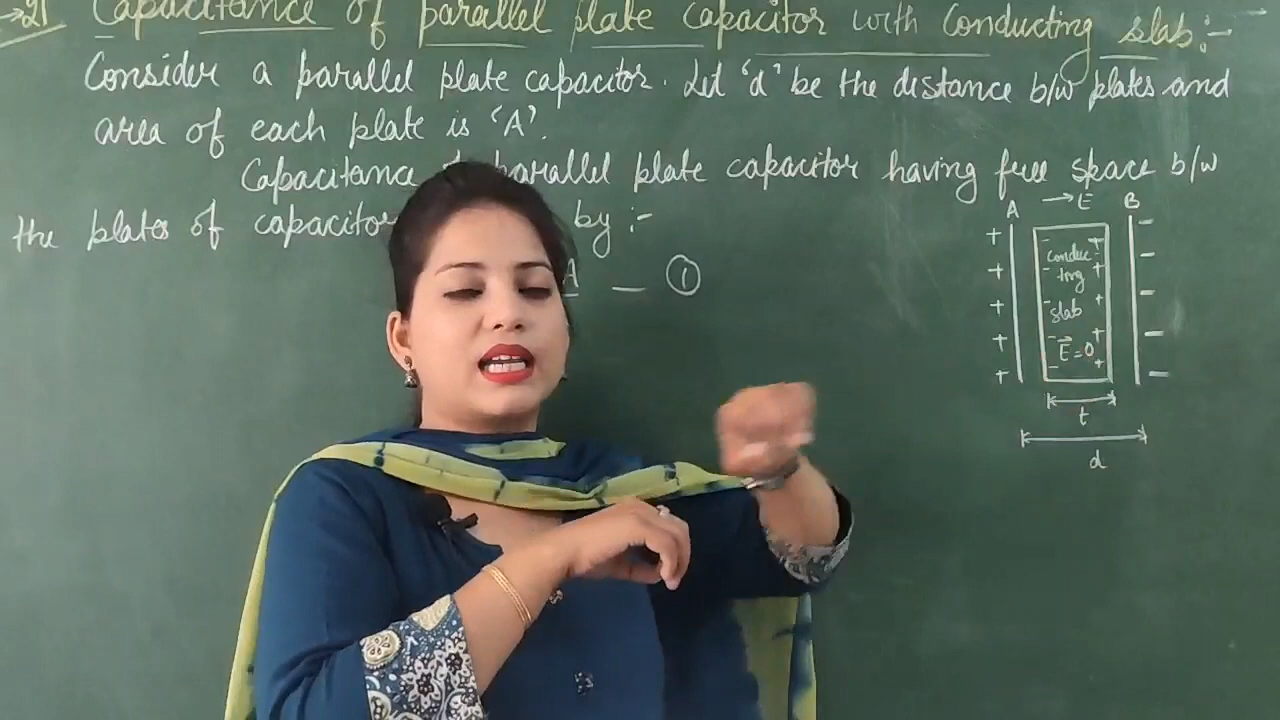 →21 Capacitance of parallel plate capacitor with conducting slab:-
Consider a parallel plate capacitor. Let 'd' be the distance b/w plates and
area of each plate is 'A'.
Capacitance parallel plate capacitor having free space b/w
the plates of capacitor by :-
A — ①
→E
A B
+ + + + +
- - - - -
conduc-
ting
slab
E⃗=0
- - - - -
+ + + + +
t
d